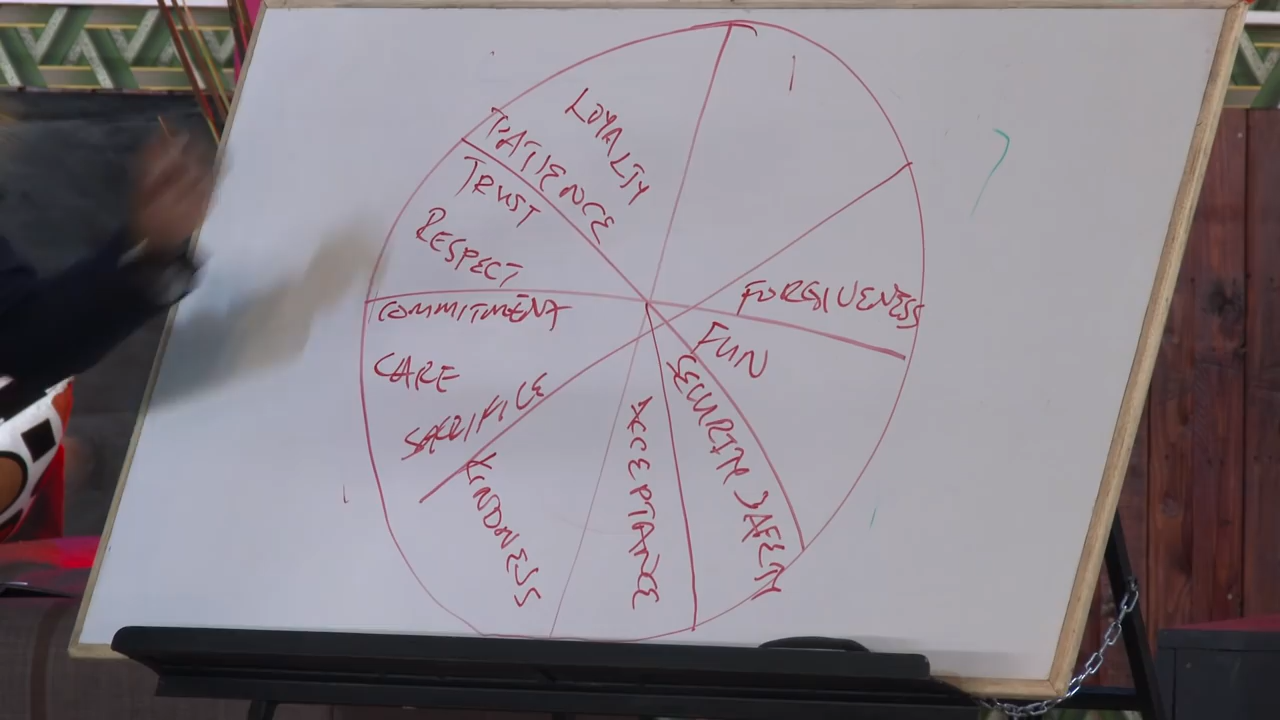 LOYALTY
PATIENCE
TRUST
RESPECT
COMMITMENT
CARE
SACRIFICE
KINDNESS
ACCEPTANCE
SECURITY SAFETY
FUN
FORGIVENESS